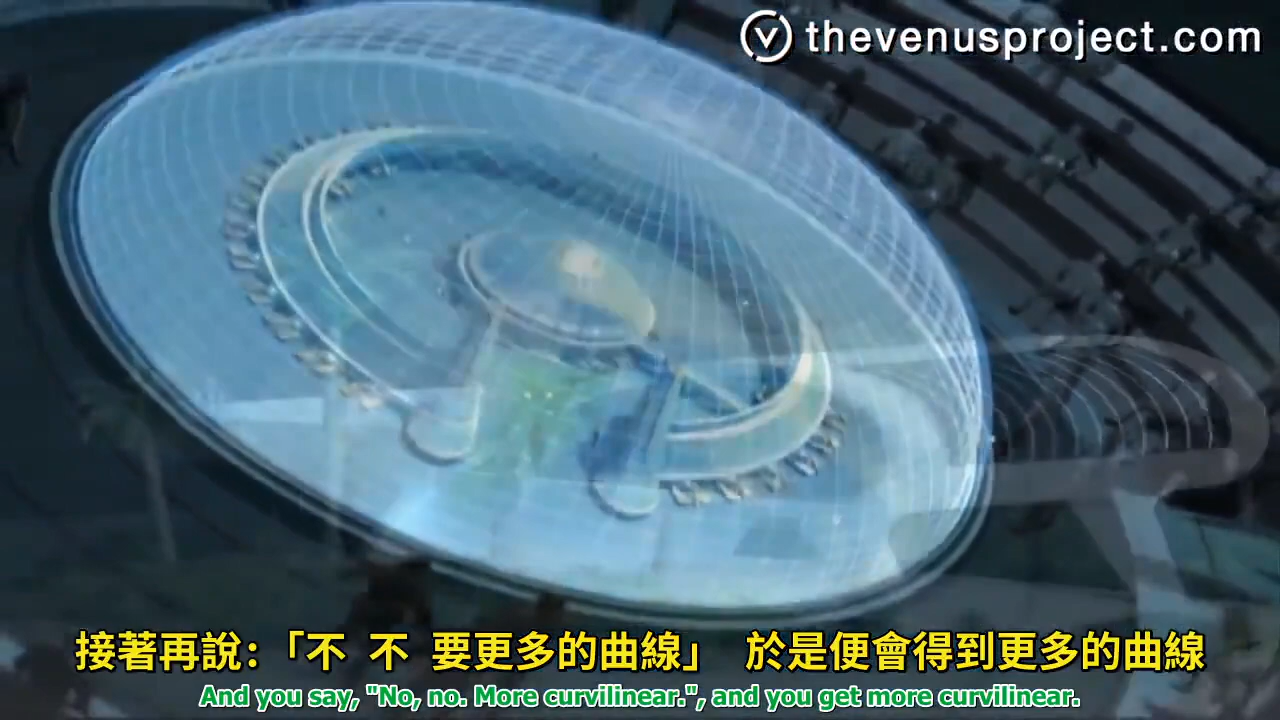 thevenusproject.com
接著再說:「不 不 要更多的曲線」 於是便會得到更多的曲線
And you say, "No, no. More curvilinear.", and you get more curvilinear.